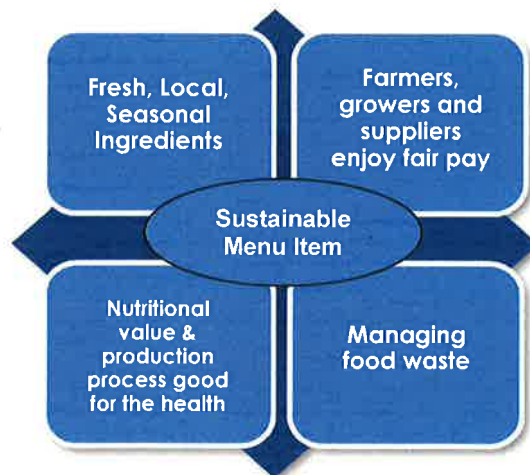 Fresh, Local,
Seasonal
Ingredients
Farmers,
growers and
suppliers
enjoy fair pay
Sustainable
Menu Item
Nutritional
value &
production
process good
for the health
Managing
food waste